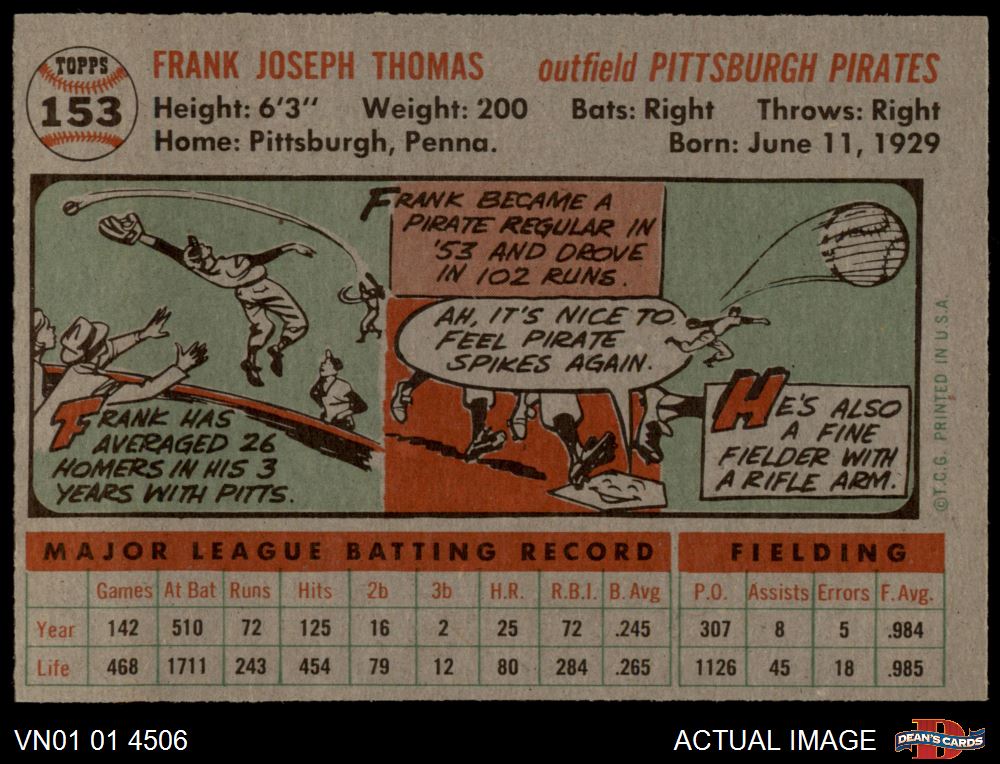 TOPPS
153
FRANK JOSEPH THOMAS outfield PITTSBURGH PIRATES
Height: 6'3" Weight: 200 Bats: Right Throws: Right
Home: Pittsburgh, Penna. Born: June 11, 1929
FRANK BECAME A
PIRATE REGULAR IN
'53 AND DROVE
IN 102 RUNS.
AH, IT'S NICE TO
FEEL PIRATE
SPIKES AGAIN.
FRANK HAS
AVERAGED 26
HOMERS IN HIS 3
YEARS WITH PITTS.
HE'S ALSO
A FINE
FIELDER WITH
A RIFLE ARM.
©T.C.G. PRINTED IN U.S.A.
MAJOR LEAGUE BATTING RECORD FIELDING
Games At Bat Runs Hits 2b 3b H.R. R.B.I. B. Avg P.O. Assists Errors F. Avg.
Year 142 510 72 125 16 2 25 72 .245 307 8 5 .984
Life 468 1711 243 454 79 12 80 284 .265 1126 45 18 .985
VN01 01 4506 ACTUAL IMAGE DEAN'S CARDS